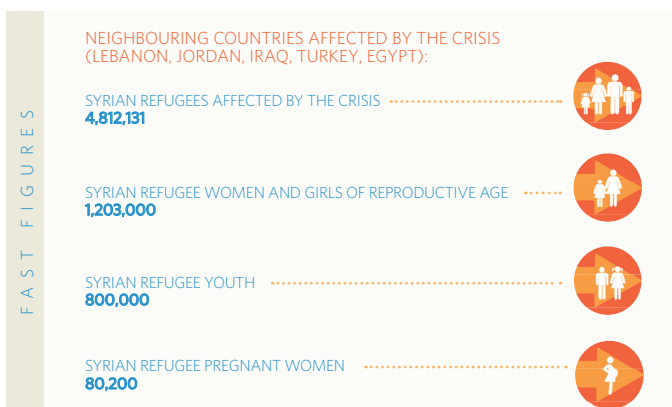 FAST FIGURES
NEIGHBOURING COUNTRIES AFFECTED BY THE CRISIS
(LEBANON, JORDAN, IRAQ, TURKEY, EGYPT):
SYRIAN REFUGEES AFFECTED BY THE CRISIS
4,812,131
SYRIAN REFUGEE WOMEN AND GIRLS OF REPRODUCTIVE AGE
1,203,000
SYRIAN REFUGEE YOUTH
800,000
SYRIAN REFUGEE PREGNANT WOMEN
80,200